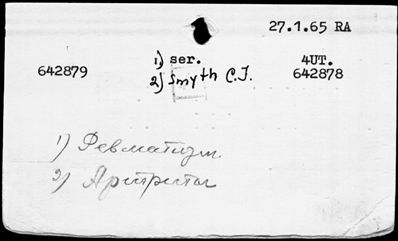 27.1.65 RA
1) ser. 4UT.
642879 2) Smyth C.J. 642878
1) Ревматизм.
2) Артриты